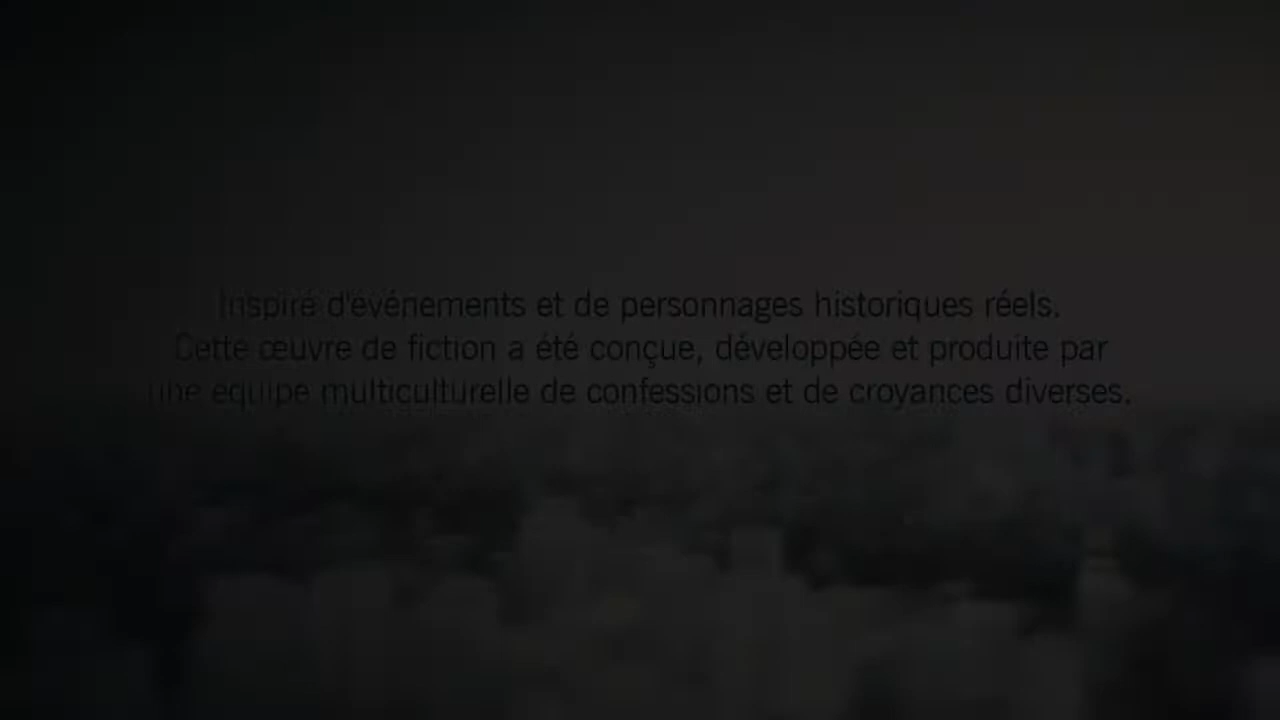 Inspiré d'événements et de personnages historiques réels.
Cette œuvre de fiction a été conçue, développée et produite par
une équipe multiculturelle de confessions et de croyances diverses.